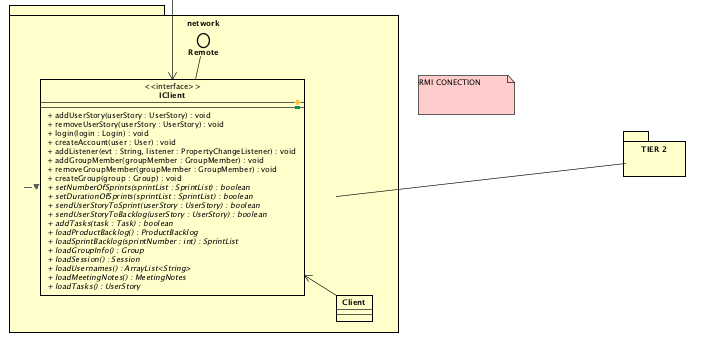 network
Remote
<<interface>>
IClient
+ addUserStory(userStory : UserStory) : void
+ removeUserStory(userStory : UserStory) : void
+ login(login : Login) : void
+ createAccount(user : User) : void
+ addListener(evt : String, listener : PropertyChangeListener) : void
+ addGroupMember(groupMember : GroupMember) : void
+ removeGroupMember(groupMember : GroupMember) : void
+ createGroup(group : Group) : void
+ setNumberOfSprints(sprintList : SprintList) : boolean
+ setDurationOfSprints(sprintList : SprintList) : boolean
+ sendUserStoryToSprint(userStory : UserStory) : boolean
+ sendUserStoryToBacklog(userStory : UserStory) : boolean
+ addTasks(task : Task) : boolean
+ loadProductBacklog() : ProductBacklog
+ loadSprintBacklog(sprintNumber : int) : SprintList
+ loadGroupInfo() : Group
+ loadSession() : Session
+ loadUsernames() : ArrayList<String>
+ loadMeetingNotes() : MeetingNotes
+ loadTasks() : UserStory
Client
RMI CONECTION
TIER 2